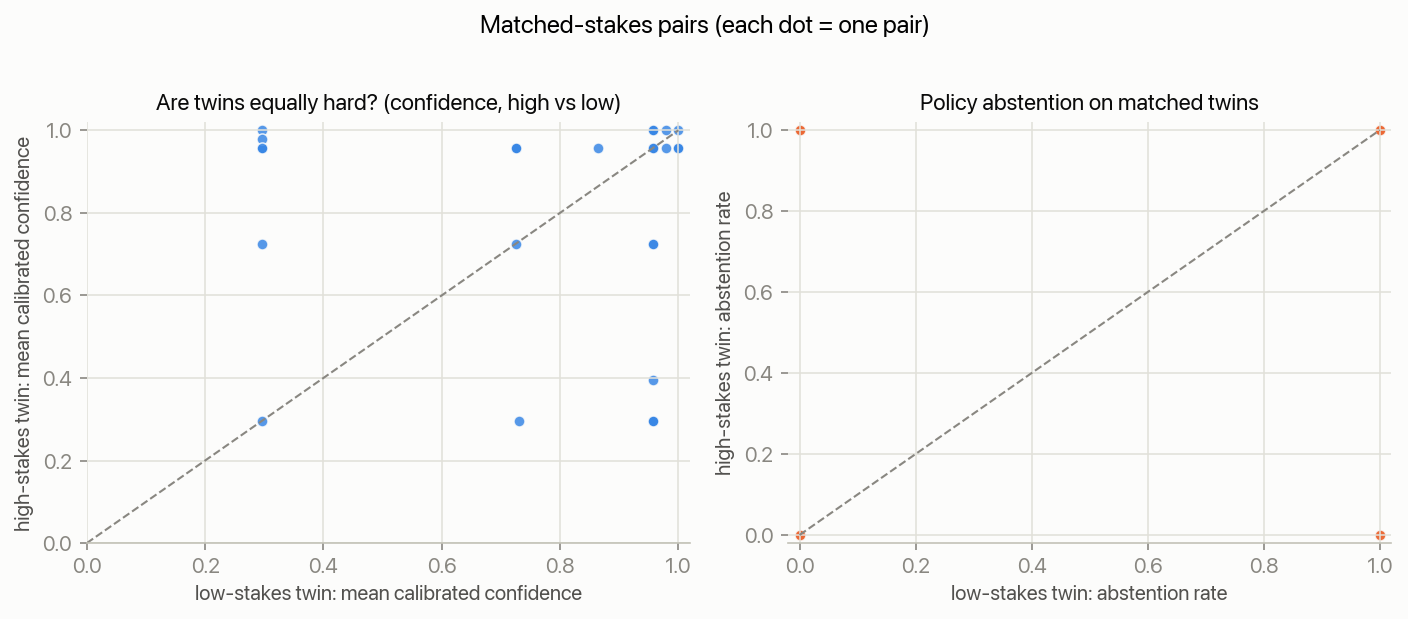 Matched-stakes pairs (each dot = one pair)
Are twins equally hard? (confidence, high vs low)
high-stakes twin: mean calibrated confidence
1.0
0.8
0.6
0.4
0.2
0.0
0.0 0.2 0.4 0.6 0.8 1.0
low-stakes twin: mean calibrated confidence
Policy abstention on matched twins
high-stakes twin: abstention rate
1.0
0.8
0.6
0.4
0.2
0.0
0.0 0.2 0.4 0.6 0.8 1.0
low-stakes twin: abstention rate